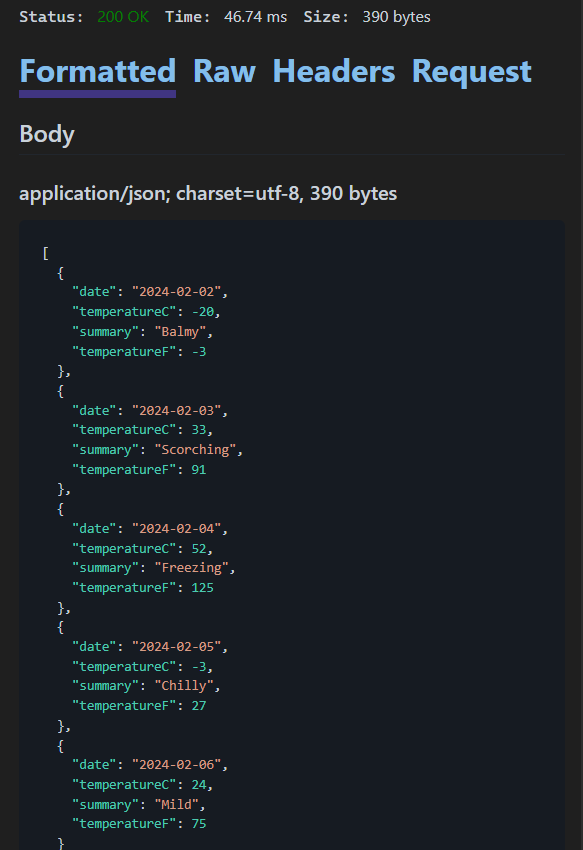 Status: 200 OK Time: 46.74 ms Size: 390 bytes
Formatted Raw Headers Request
Body
application/json; charset=utf-8, 390 bytes
[
  {
    "date": "2024-02-02",
    "temperatureC": -20,
    "summary": "Balmy",
    "temperatureF": -3
  },
  {
    "date": "2024-02-03",
    "temperatureC": 33,
    "summary": "Scorching",
    "temperatureF": 91
  },
  {
    "date": "2024-02-04",
    "temperatureC": 52,
    "summary": "Freezing",
    "temperatureF": 125
  },
  {
    "date": "2024-02-05",
    "temperatureC": -3,
    "summary": "Chilly",
    "temperatureF": 27
  },
  {
    "date": "2024-02-06",
    "temperatureC": 24,
    "summary": "Mild",
    "temperatureF": 75
  }